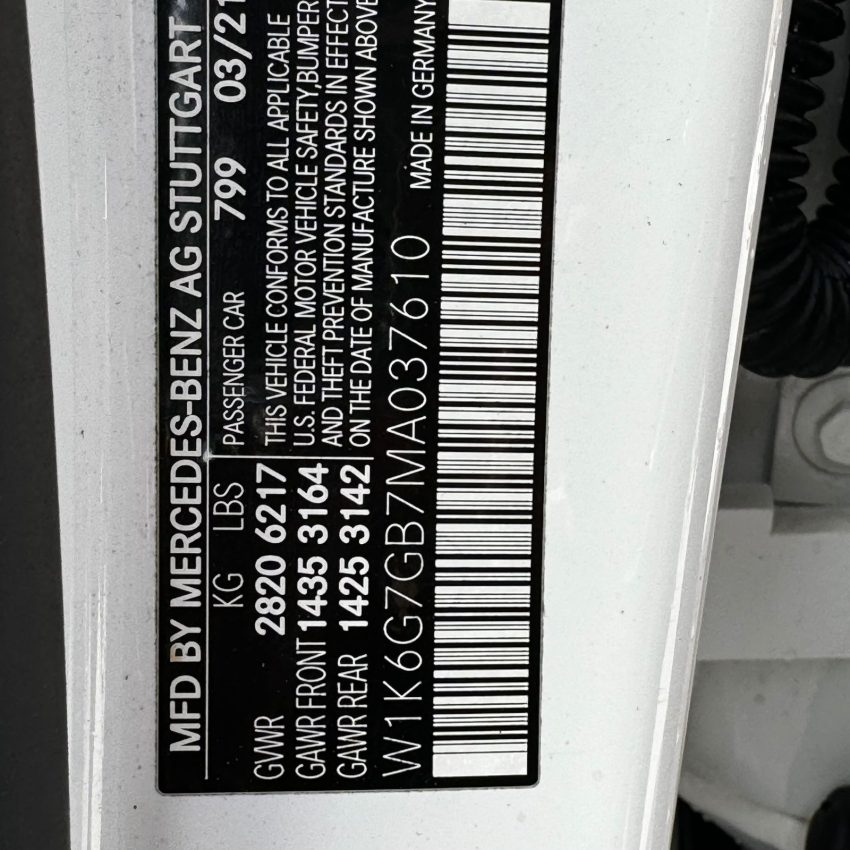 MFD BY MERCEDES-BENZ AG STUTTGART
KG LBS PASSENGER CAR 799 03/21
GVWR 2820 6217 THIS VEHICLE CONFORMS TO ALL APPLICABLE
GAWR FRONT 1435 3164 U.S. FEDERAL MOTOR VEHICLE SAFETY,BUMPER
GAWR REAR 1425 3142 AND THEFT PREVENTION STANDARDS IN EFFECT
ON THE DATE OF MANUFACTURE SHOWN ABOVE
W1K6G7GB7MA037610 MADE IN GERMANY